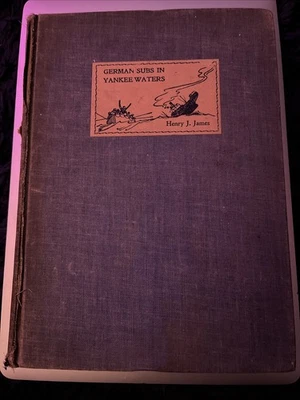 GERMAN SUBS IN
YANKEE WATERS
Henry J. James